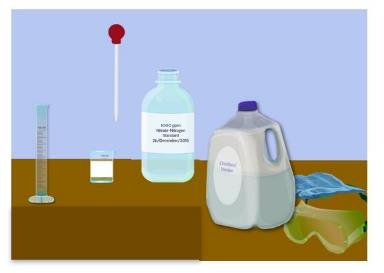 1000 ppm
Nitrate-Nitrogen
Standard
26/December/2015
Distilled
Water